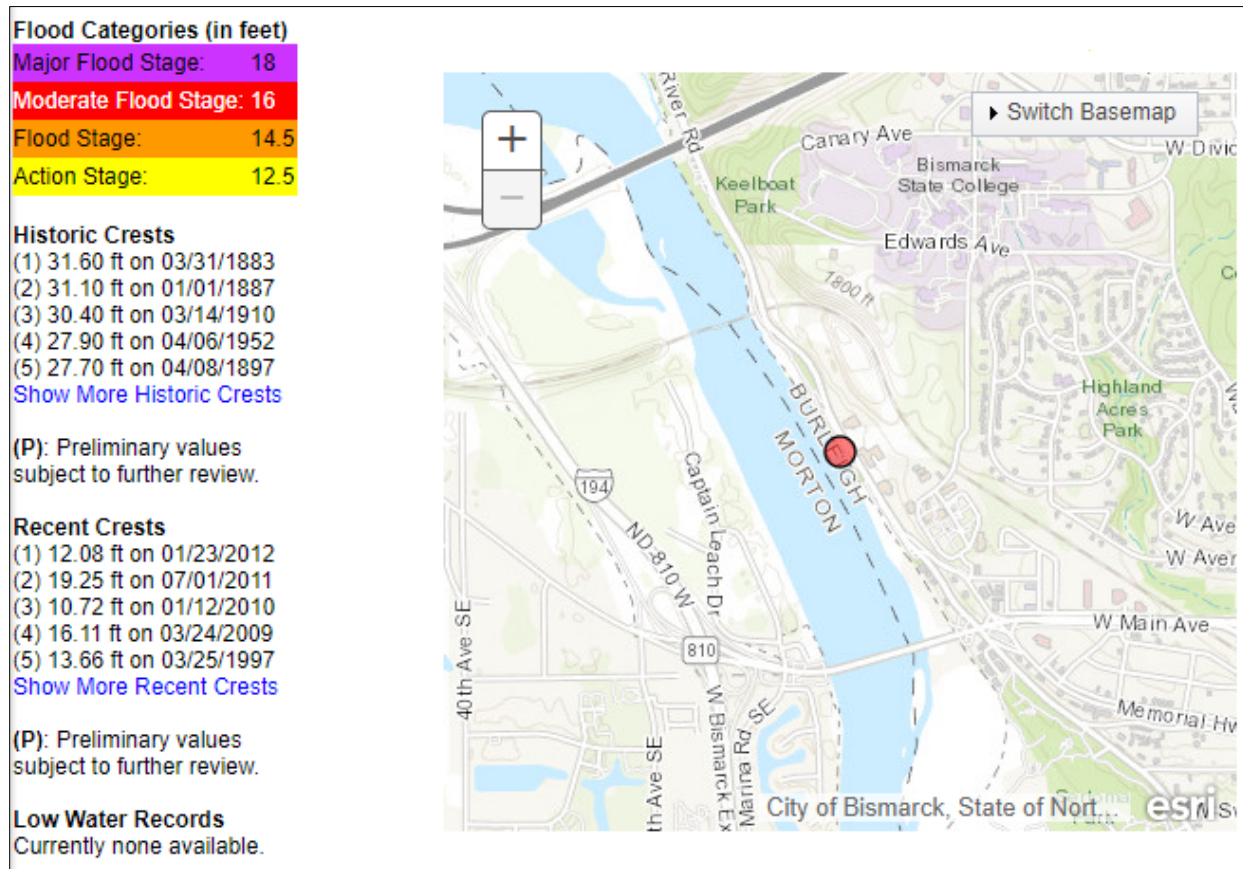 Flood Categories (in feet)
Major Flood Stage: 18
Moderate Flood Stage: 16
Flood Stage: 14.5
Action Stage: 12.5
Historic Crests
(1) 31.60 ft on 03/31/1883
(2) 31.10 ft on 01/01/1887
(3) 30.40 ft on 03/14/1910
(4) 27.90 ft on 04/06/1952
(5) 27.70 ft on 04/08/1897
Show More Historic Crests
(P): Preliminary values
subject to further review.
Recent Crests
(1) 12.08 ft on 01/23/2012
(2) 19.25 ft on 07/01/2011
(3) 10.72 ft on 01/12/2010
(4) 16.11 ft on 03/24/2009
(5) 13.66 ft on 03/25/1997
Show More Recent Crests
(P): Preliminary values
subject to further review.
Low Water Records
Currently none available.
+
−
Switch Basemap
River Rd
Canary Ave
W Divic
Bismarck
State College
Keelboat
Park
Edwards Ave
1800 ft
Highland
Acres
Park
BURLEIGH
MORTON
194
Captain Leach Dr
ND 810 W
W Ave
W Aver
W Main Ave
810
40th Ave SE
W Bismarck Ex
Marina Rd SE
th Ave SE
Memorial Hw
City of Bismarck, State of Nort...
esri
W Sw